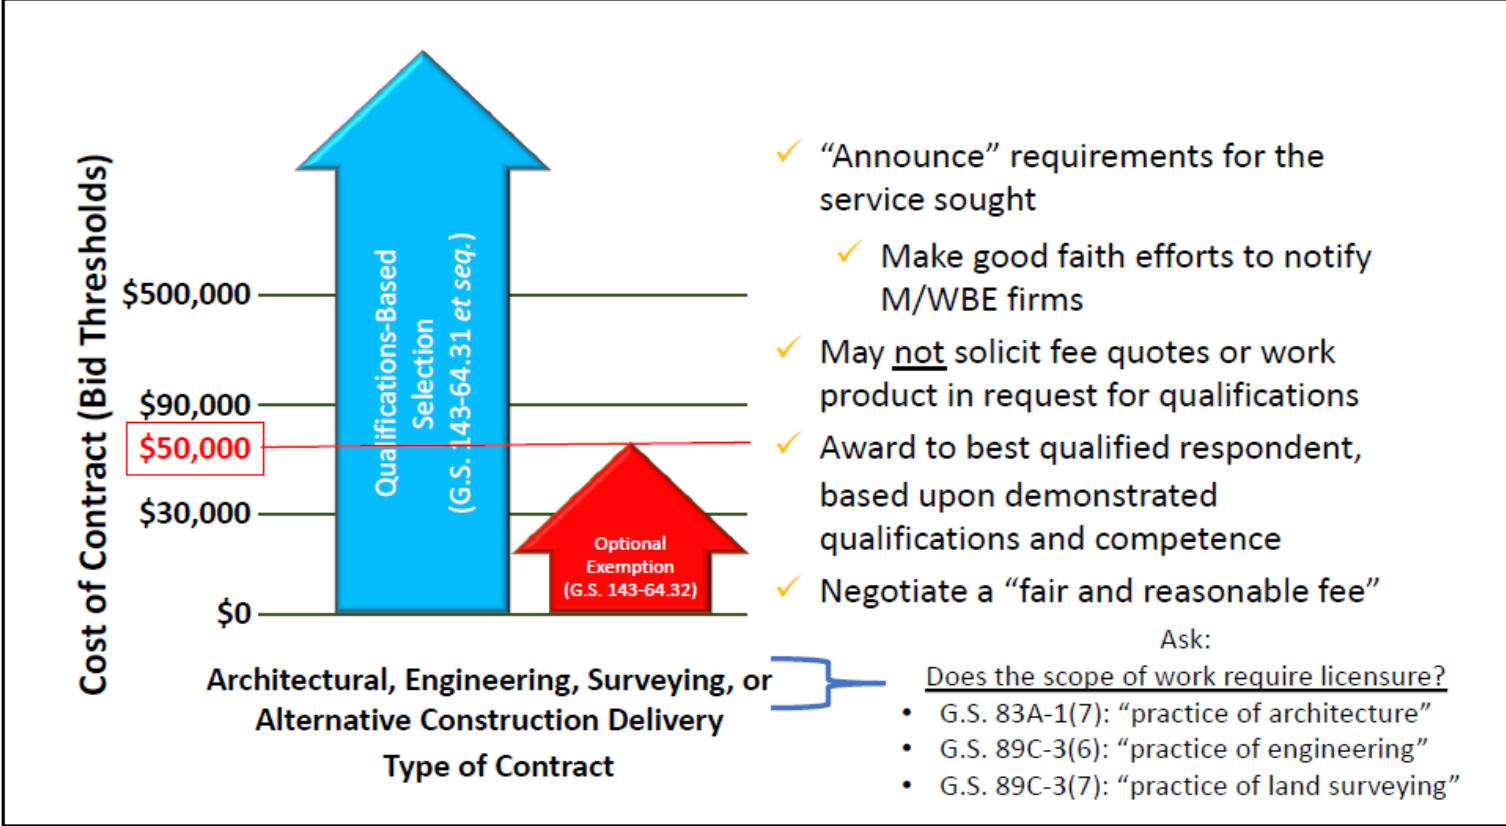 Cost of Contract (Bid Thresholds)
$500,000
$90,000
$50,000
$30,000
$0
Qualifications-Based
Selection
(G.S. 143-64.31 et seq.)
Optional
Exemption
(G.S. 143-64.32)
Architectural, Engineering, Surveying, or
Alternative Construction Delivery
Type of Contract
✓ “Announce” requirements for the
service sought
✓ Make good faith efforts to notify
M/WBE firms
✓ May not solicit fee quotes or work
product in request for qualifications
✓ Award to best qualified respondent,
based upon demonstrated
qualifications and competence
✓ Negotiate a “fair and reasonable fee”
Ask:
Does the scope of work require licensure?
• G.S. 83A-1(7): “practice of architecture”
• G.S. 89C-3(6): “practice of engineering”
• G.S. 89C-3(7): “practice of land surveying”